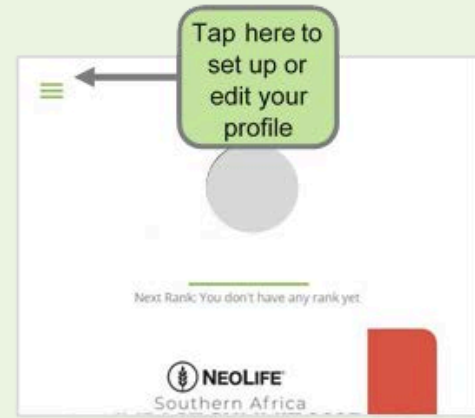 Tap here to
set up or
edit your
profile
Next Rank: You don't have any rank yet
NEOLIFE
Southern Africa